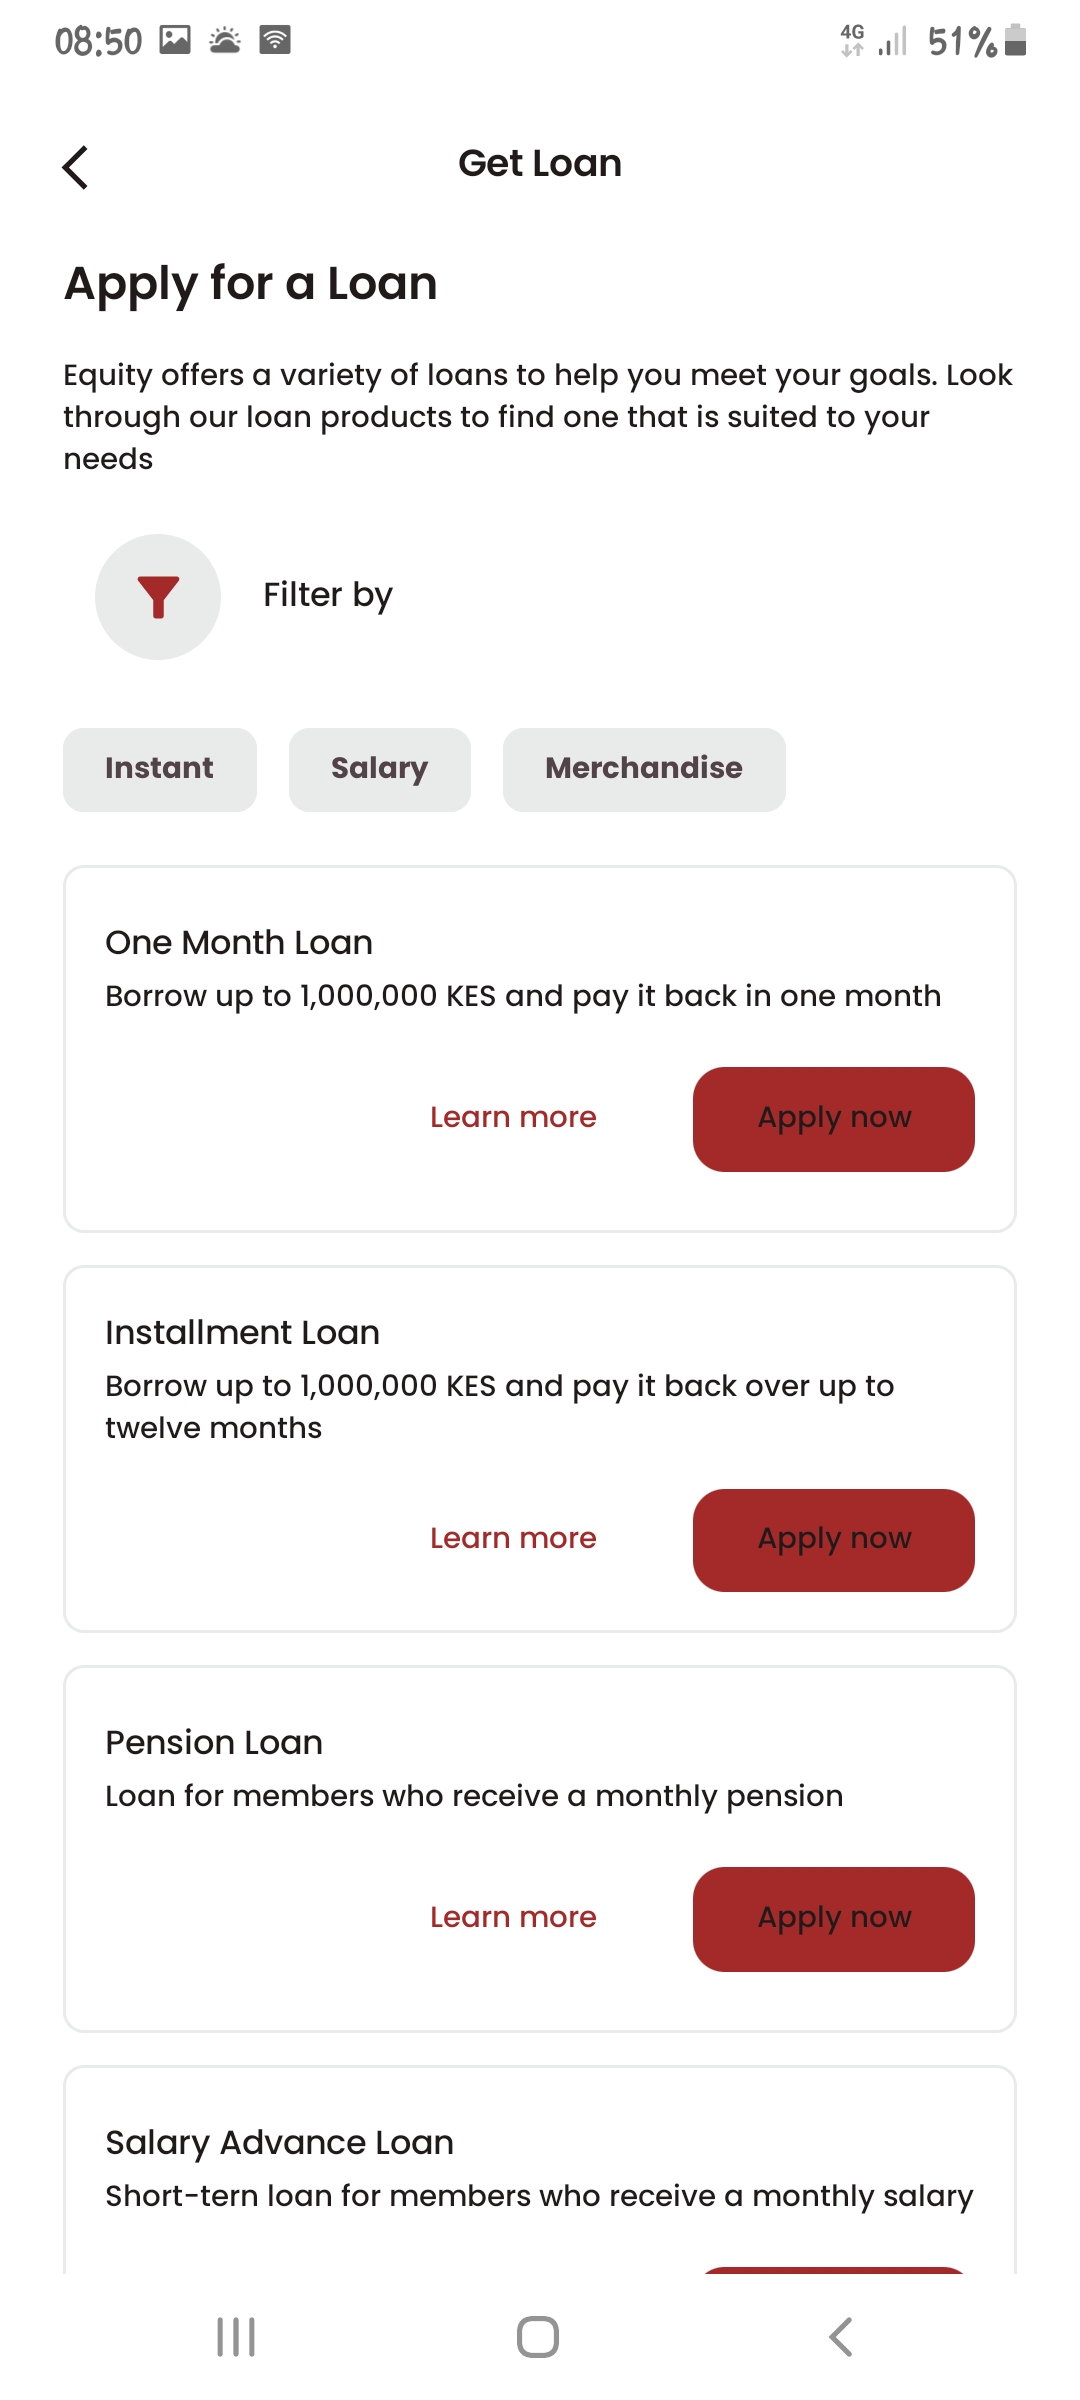 08:50
4G
51%
Get Loan
Apply for a Loan
Equity offers a variety of loans to help you meet your goals. Look
through our loan products to find one that is suited to your
needs
Filter by
Instant
Salary
Merchandise
One Month Loan
Borrow up to 1,000,000 KES and pay it back in one month
Learn more
Apply now
Installment Loan
Borrow up to 1,000,000 KES and pay it back over up to
twelve months
Learn more
Apply now
Pension Loan
Loan for members who receive a monthly pension
Learn more
Apply now
Salary Advance Loan
Short-tern loan for members who receive a monthly salary